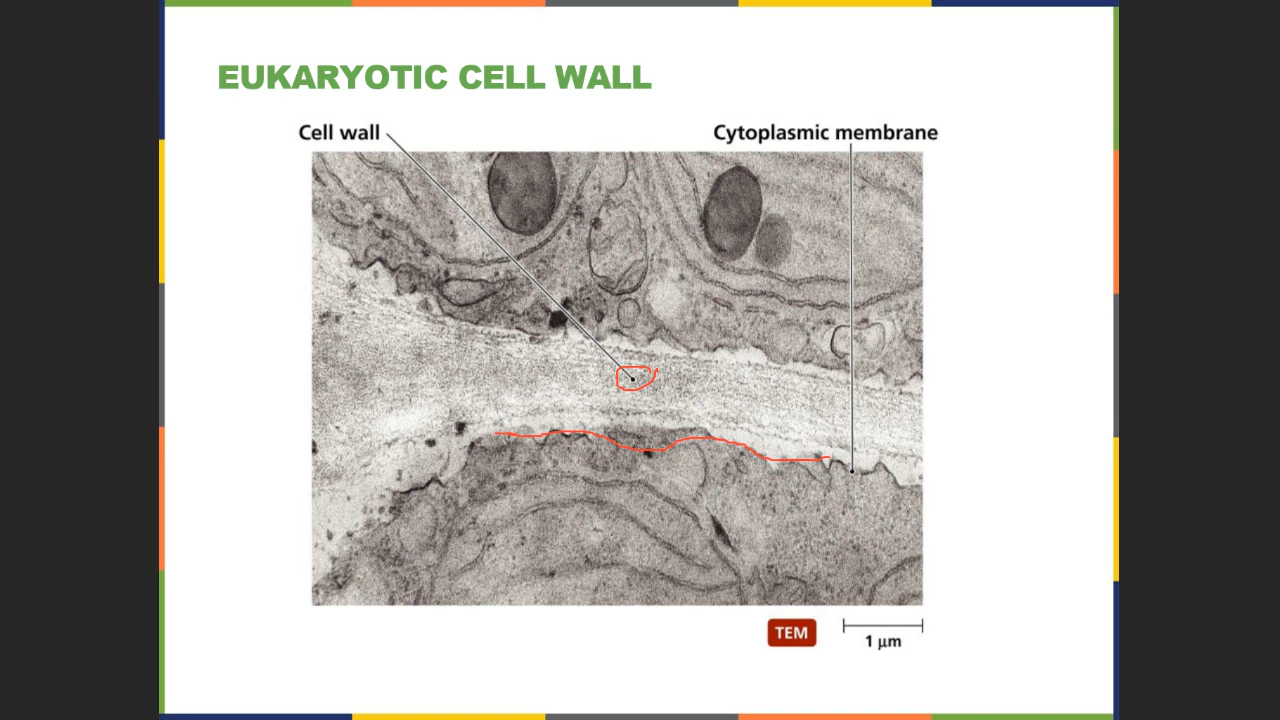 EUKARYOTIC CELL WALL
Cell wall
Cytoplasmic membrane
TEM
1 µm